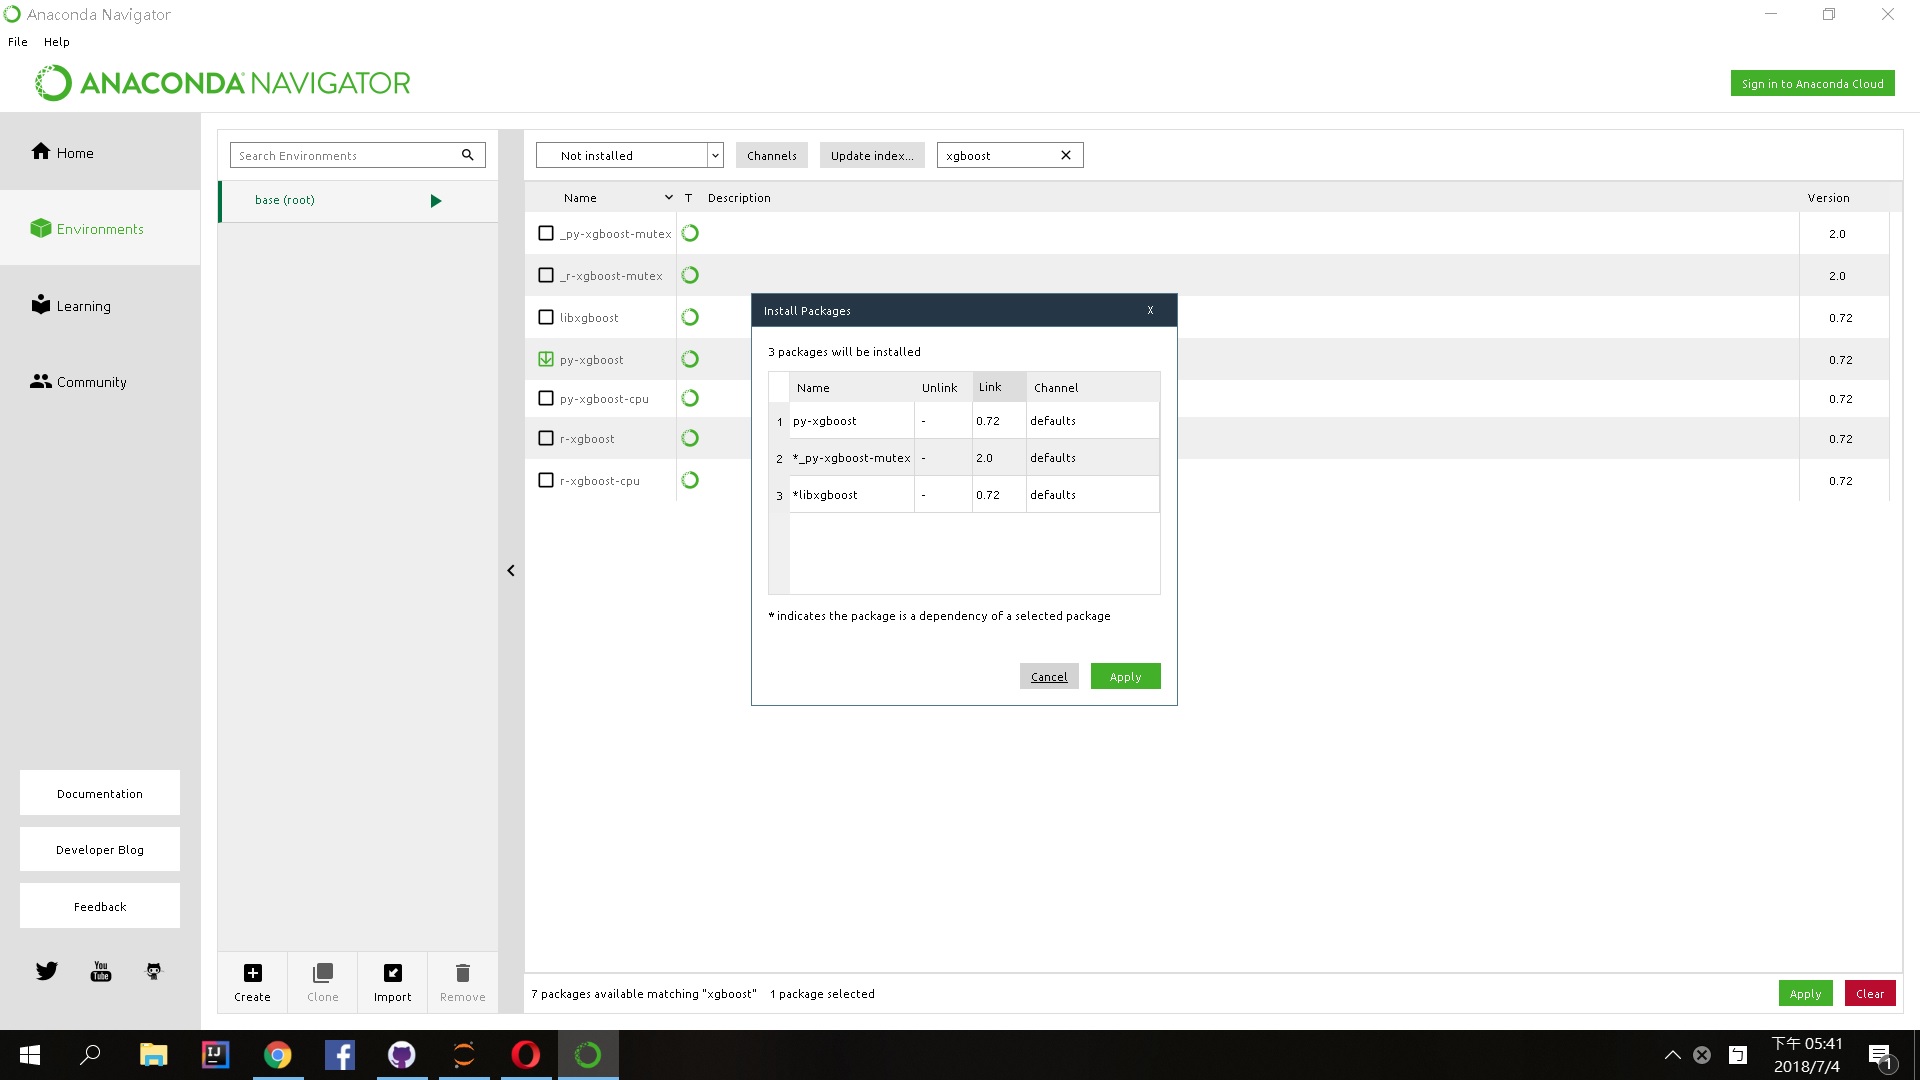 Anaconda Navigator
File Help
ANACONDA NAVIGATOR
Sign in to Anaconda Cloud
Home
Environments
Learning
Community
Documentation
Developer Blog
Feedback
You
Tube
Search Environments
base (root)
Create Clone Import Remove
Not installed Channels Update index... xgboost
Name T Description Version
_py-xgboost-mutex 2.0
_r-xgboost-mutex 2.0
libxgboost 0.72
py-xgboost 0.72
py-xgboost-cpu 0.72
r-xgboost 0.72
r-xgboost-cpu 0.72
Install Packages X
3 packages will be installed
Name Unlink Link Channel
1 py-xgboost - 0.72 defaults
2 *_py-xgboost-mutex - 2.0 defaults
3 *libxgboost - 0.72 defaults
* indicates the package is a dependency of a selected package
Cancel Apply
7 packages available matching "xgboost" 1 package selected
Apply Clear
IJ
下午 05:41
2018/7/4
1